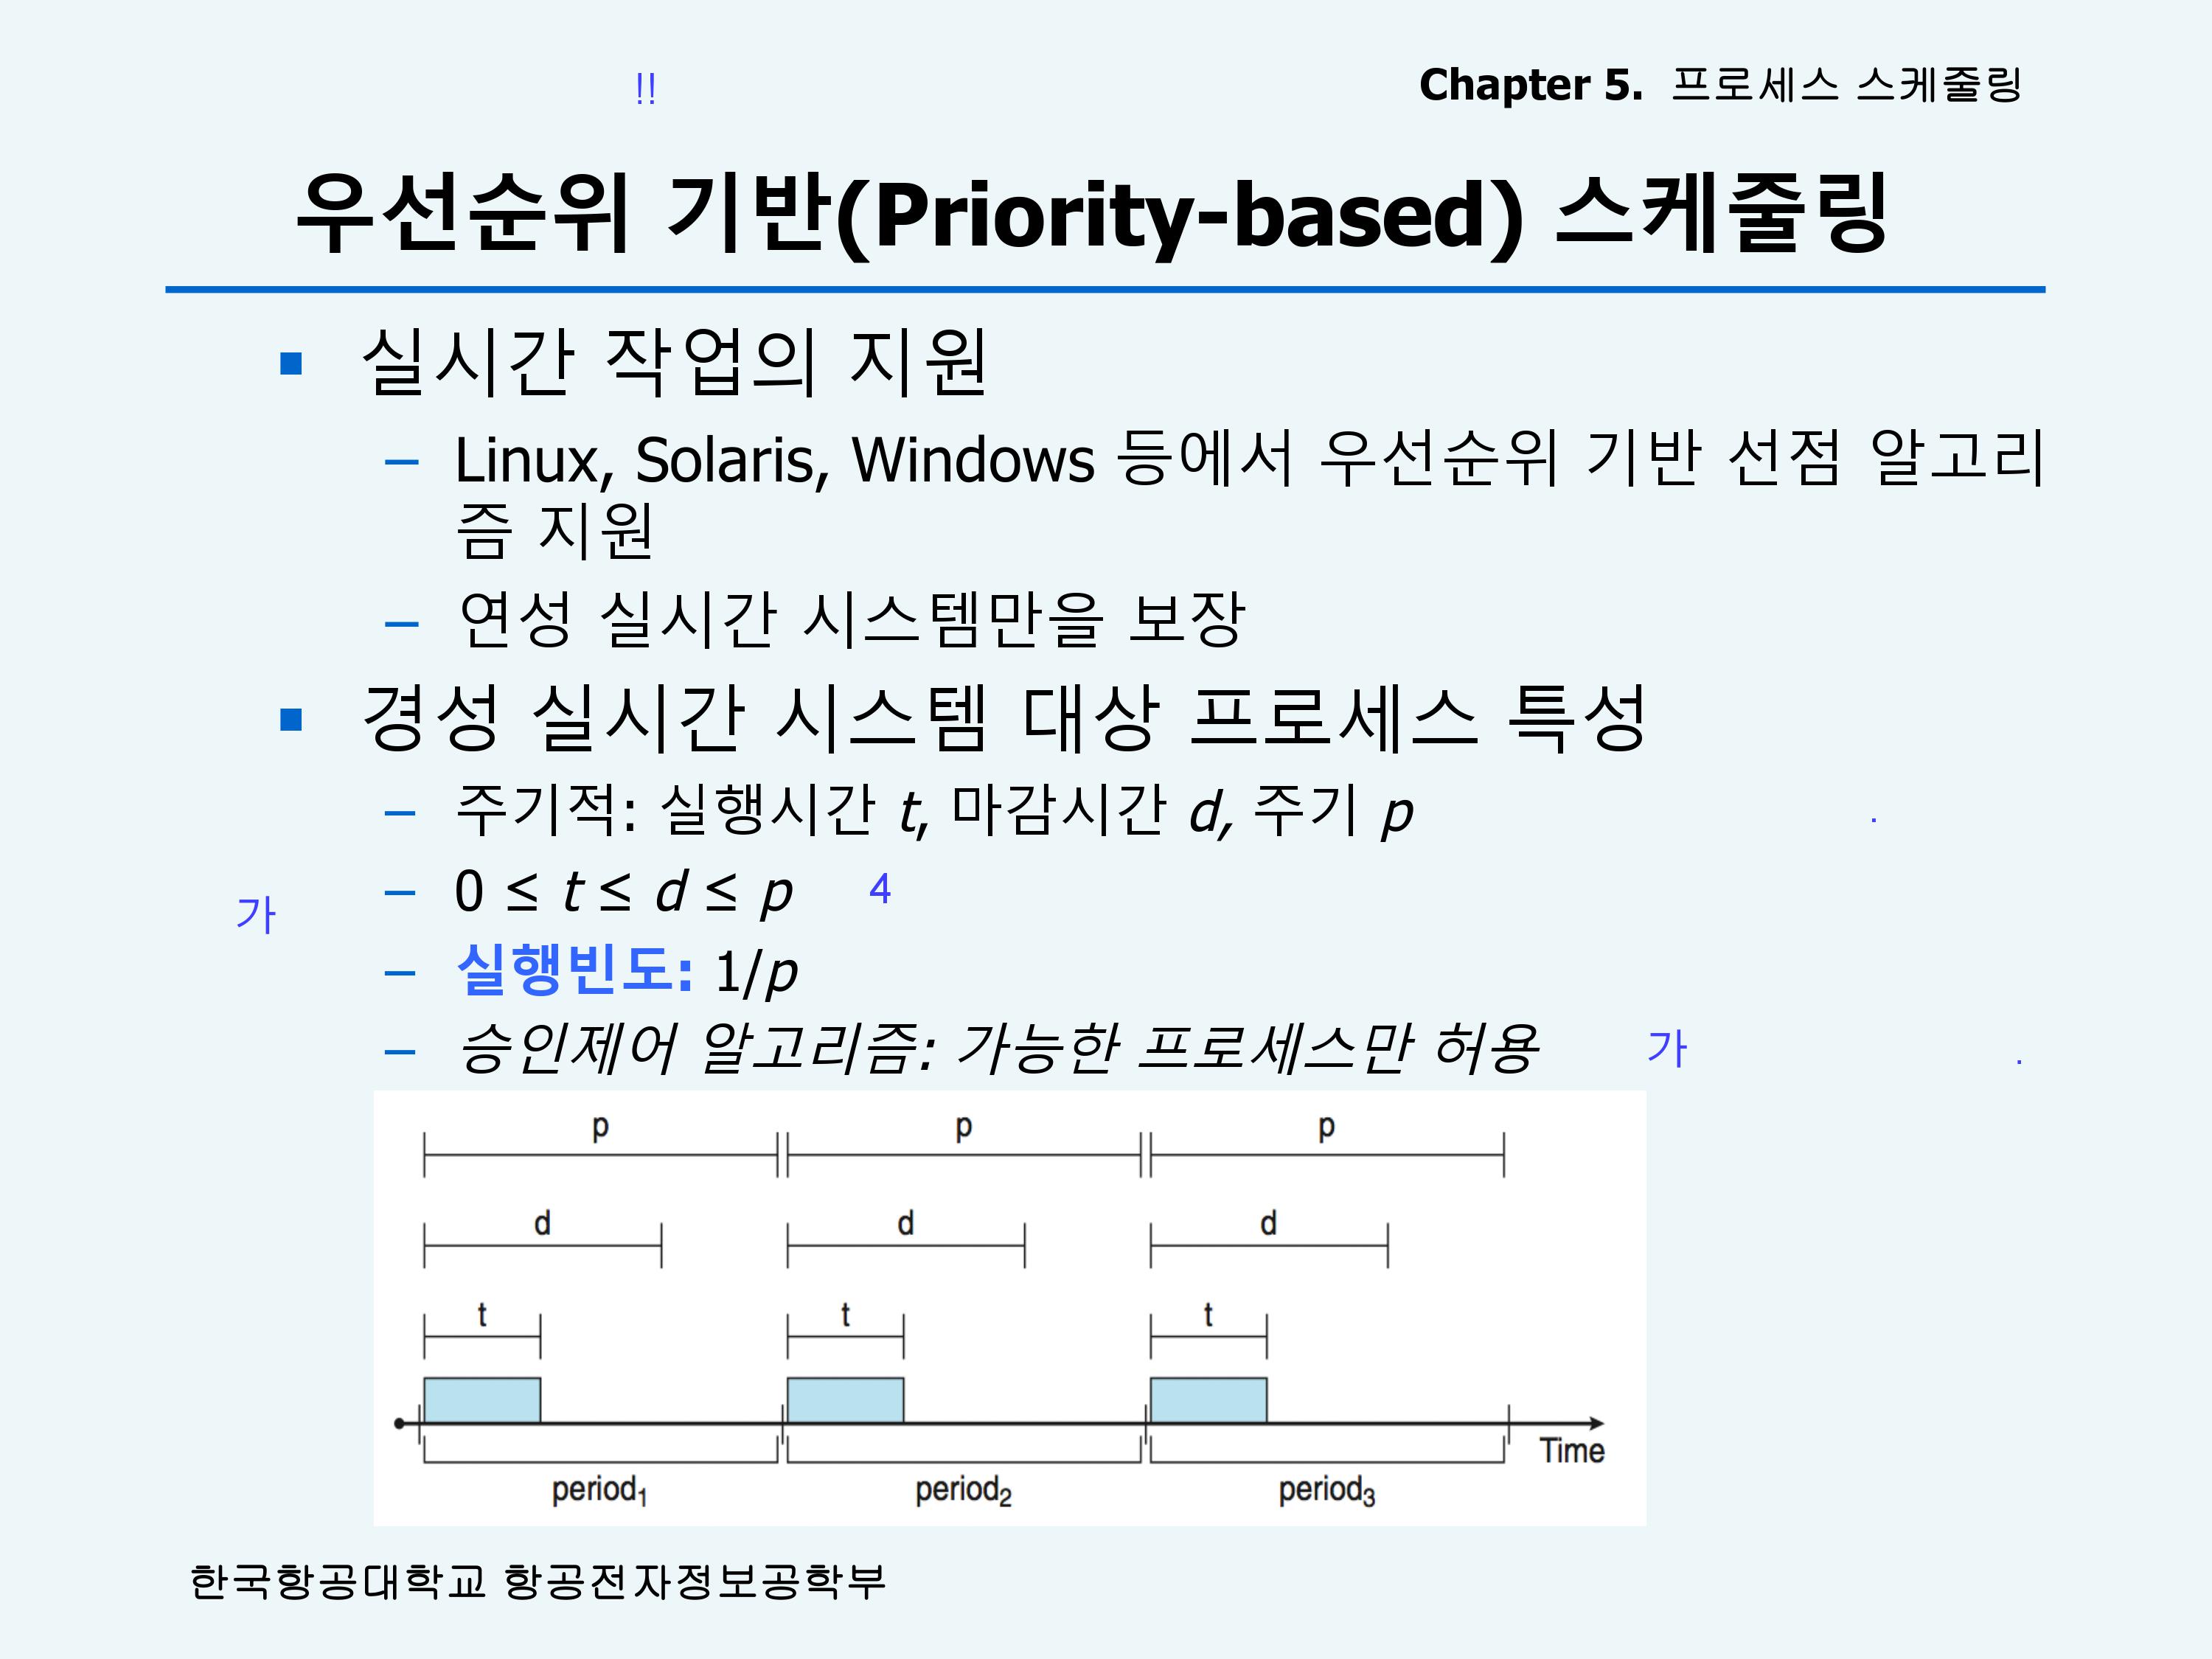 !!
Chapter 5. 프로세스 스케줄링
우선순위 기반(Priority-based) 스케줄링
▪ 실시간 작업의 지원
– Linux, Solaris, Windows 등에서 우선순위 기반 선점 알고리
즘 지원
– 연성 실시간 시스템만을 보장
▪ 경성 실시간 시스템 대상 프로세스 특성
– 주기적: 실행시간 t, 마감시간 d, 주기 p .
– 0 ≤ t ≤ d ≤ p 4
가
– 실행빈도: 1/p
– 승인제어 알고리즘: 가능한 프로세스만 허용 가 .
p p p
d d d
t t t
Time
period1 period2 period3
한국항공대학교 항공전자정보공학부